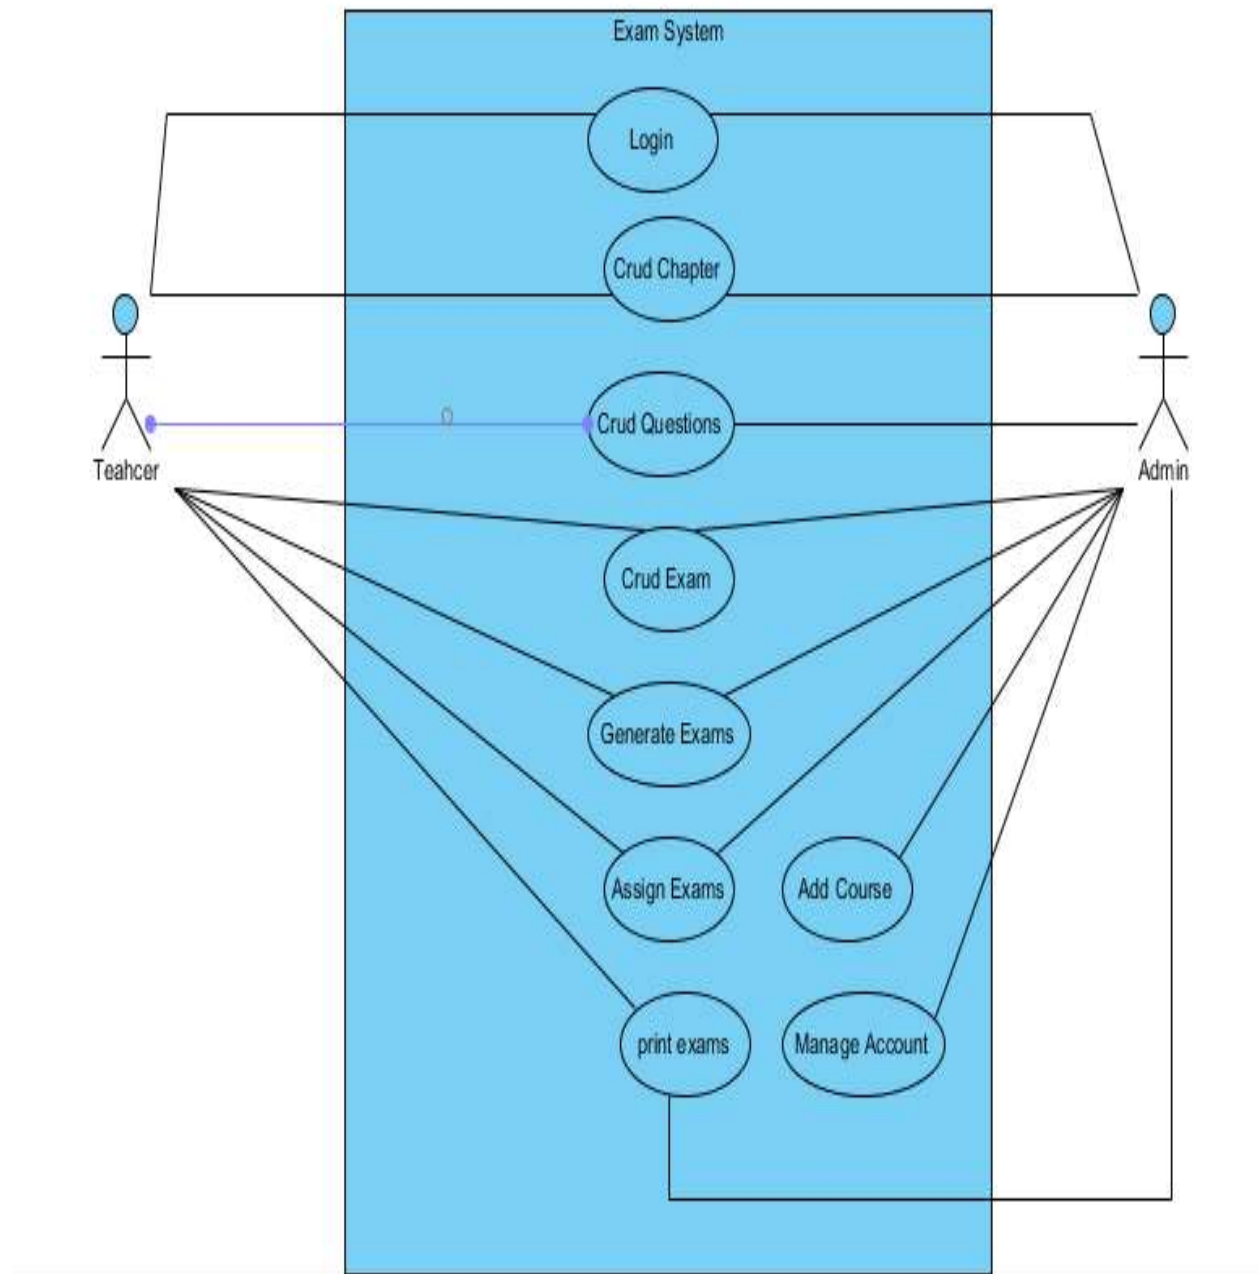 Exam System
Login
Crud Chapter
Crud Questions
Teahcer
Admin
Crud Exam
Generate Exams
Assign Exams
Add Course
print exams
Manage Account